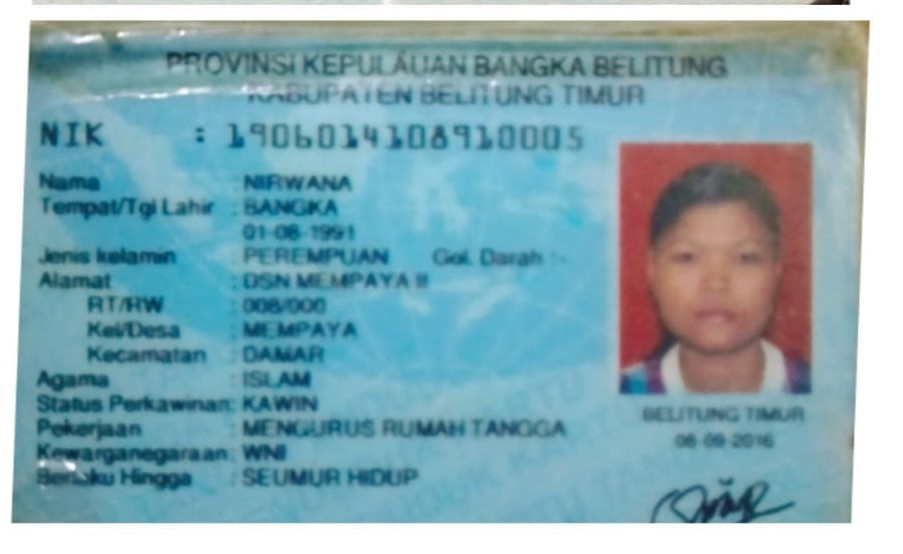 PROVINSI KEPULAUAN BANGKA BELITUNG
KABUPATEN BELITUNG TIMUR
NIK : 1906014108910005
Nama : NIRWANA
Tempat/Tgl Lahir : BANGKA
01-08-1991
Jenis kelamin : PEREMPUAN Gol. Darah :-
Alamat : DSN MEMPAYA II
RT/RW : 008/000
Kel/Desa : MEMPAYA
Kecamatan : DAMAR
Agama : ISLAM
Status Perkawinan: KAWIN
Pekerjaan : MENGURUS RUMAH TANGGA
Kewarganegaraan: WNI
Berlaku Hingga : SEUMUR HIDUP
BELITUNG TIMUR
06-09-2016